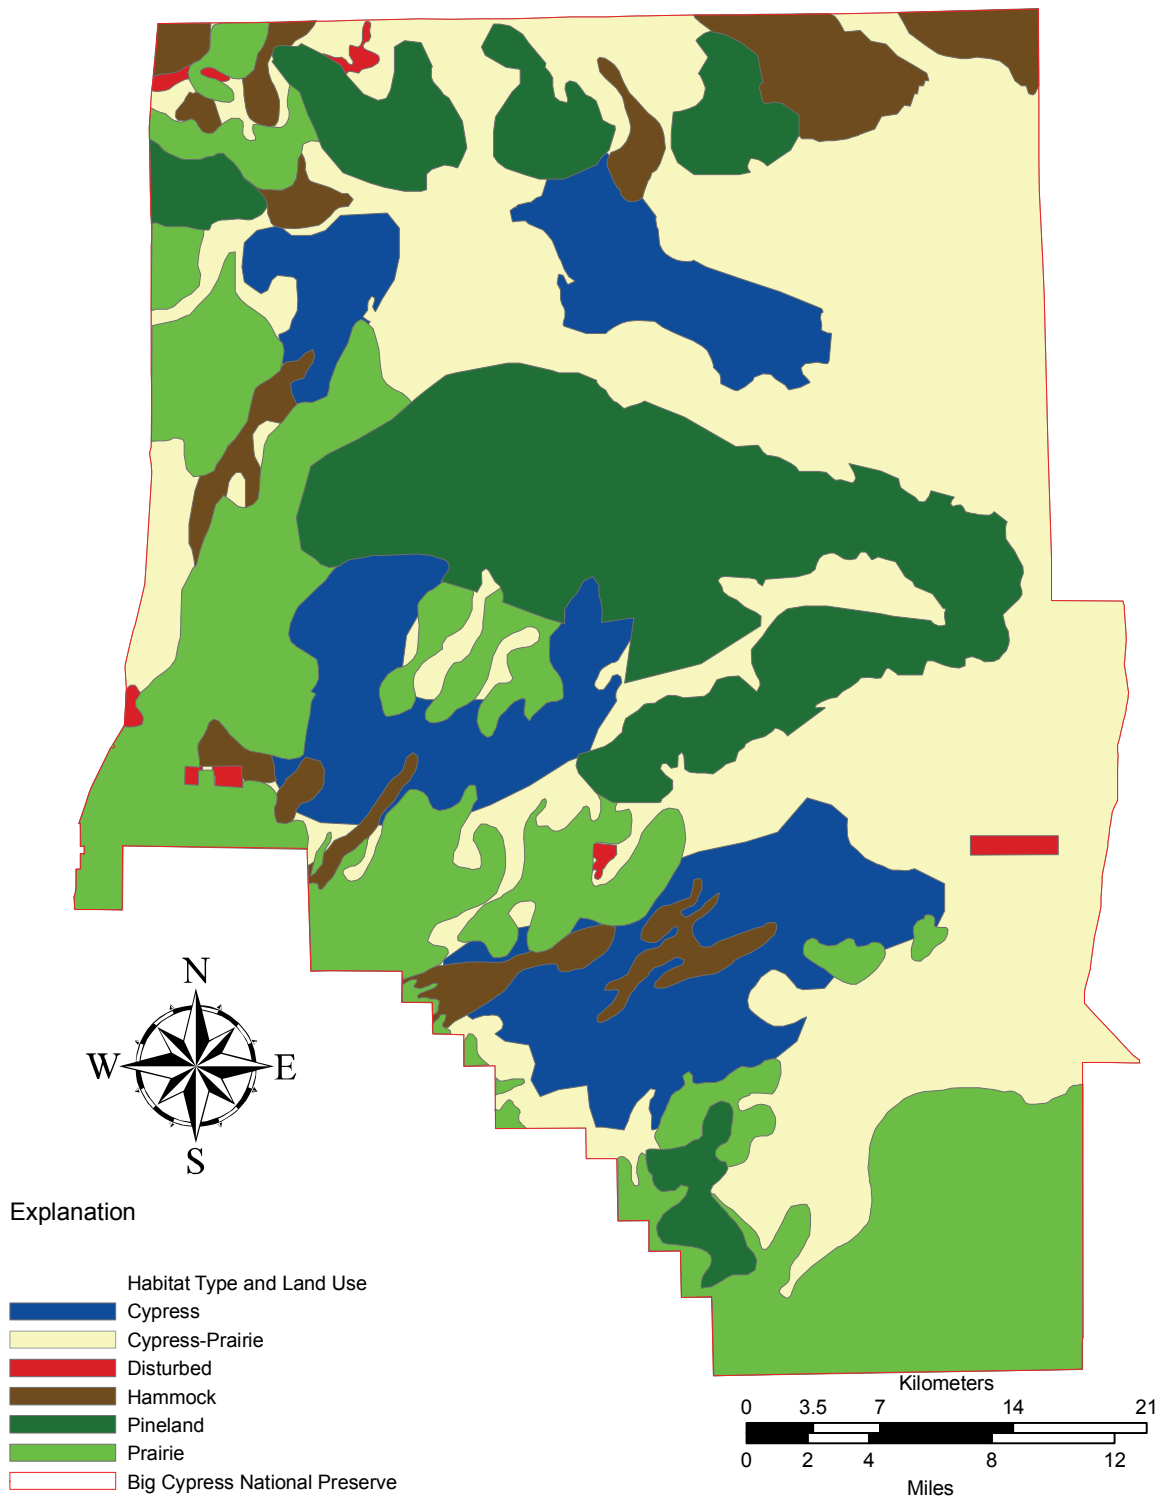 N
W E
S
Explanation
Habitat Type and Land Use
Cypress
Cypress-Prairie
Disturbed
Hammock
Pineland
Prairie
Big Cypress National Preserve
Kilometers
0 3.5 7 14 21
0 2 4 8 12
Miles